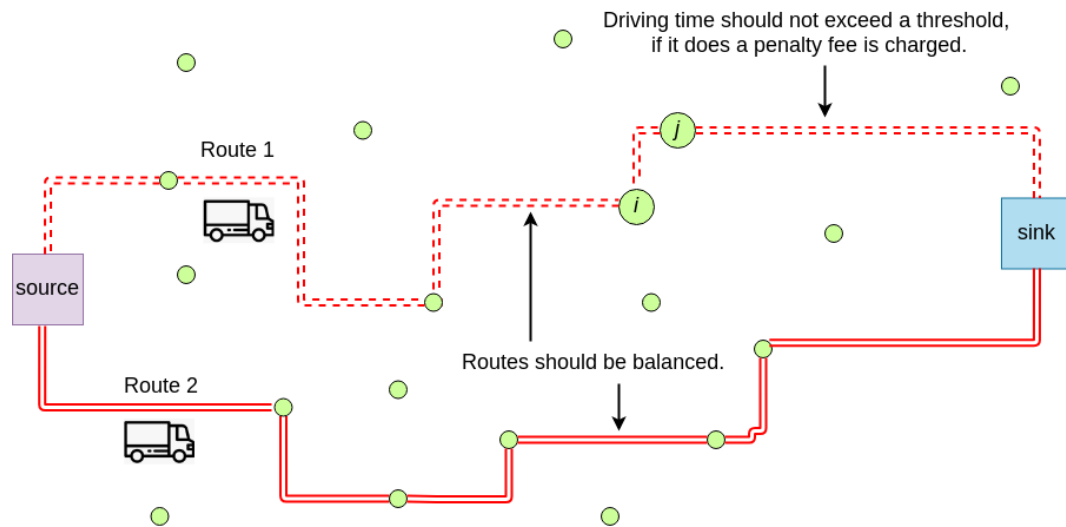 Driving time should not exceed a threshold,
if it does a penalty fee is charged.
j
Route 1
i
sink
source
Routes should be balanced.
Route 2